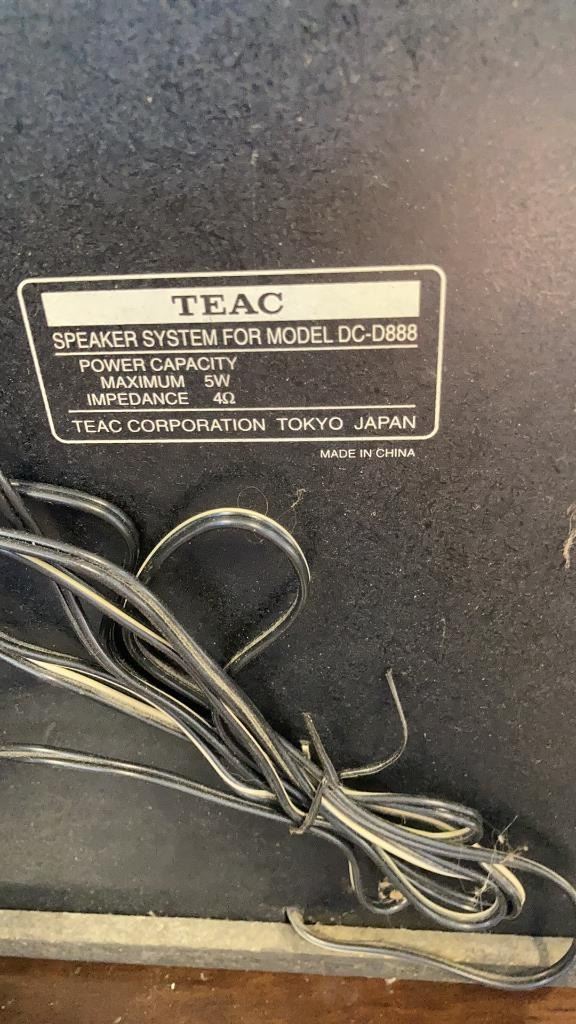 TEAC
SPEAKER SYSTEM FOR MODEL DC-D888
POWER CAPACITY
MAXIMUM 5W
IMPEDANCE 4Ω
TEAC CORPORATION TOKYO JAPAN
MADE IN CHINA